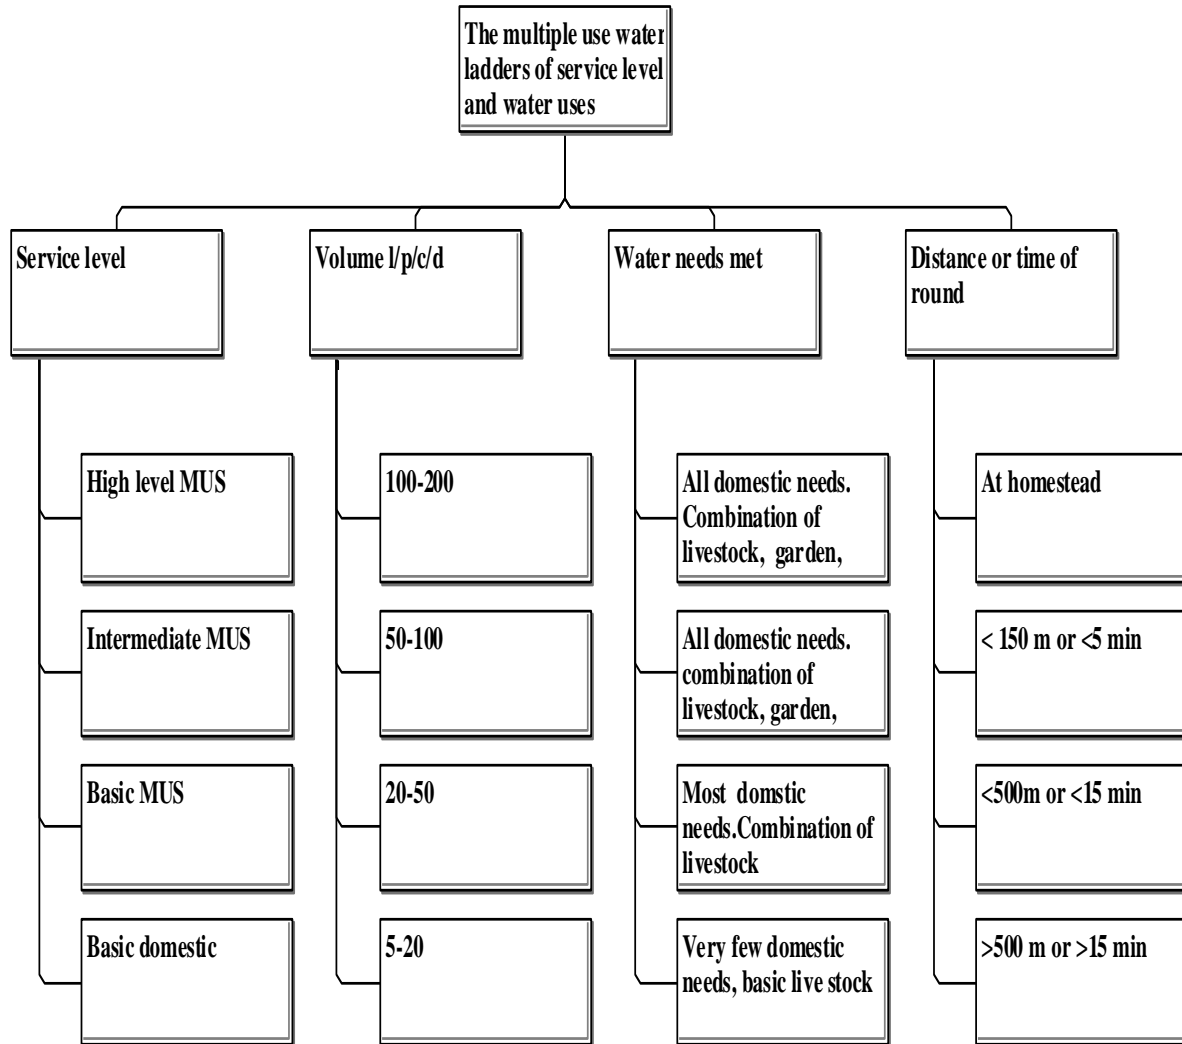 The multiple use water
ladders of service level
and water uses
Service level
Volume l/p/c/d
Water needs met
Distance or time of
round
High level MUS
100-200
All domestic needs.
Combination of
livestock, garden,
At homestead
Intermediate MUS
50-100
All domestic needs.
combination of
livestock, garden,
< 150 m or <5 min
Basic MUS
20-50
Most domstic
needs.Combination of
livestock
<500m or <15 min
Basic domestic
5-20
Very few domestic
needs, basic live stock
>500 m or >15 min